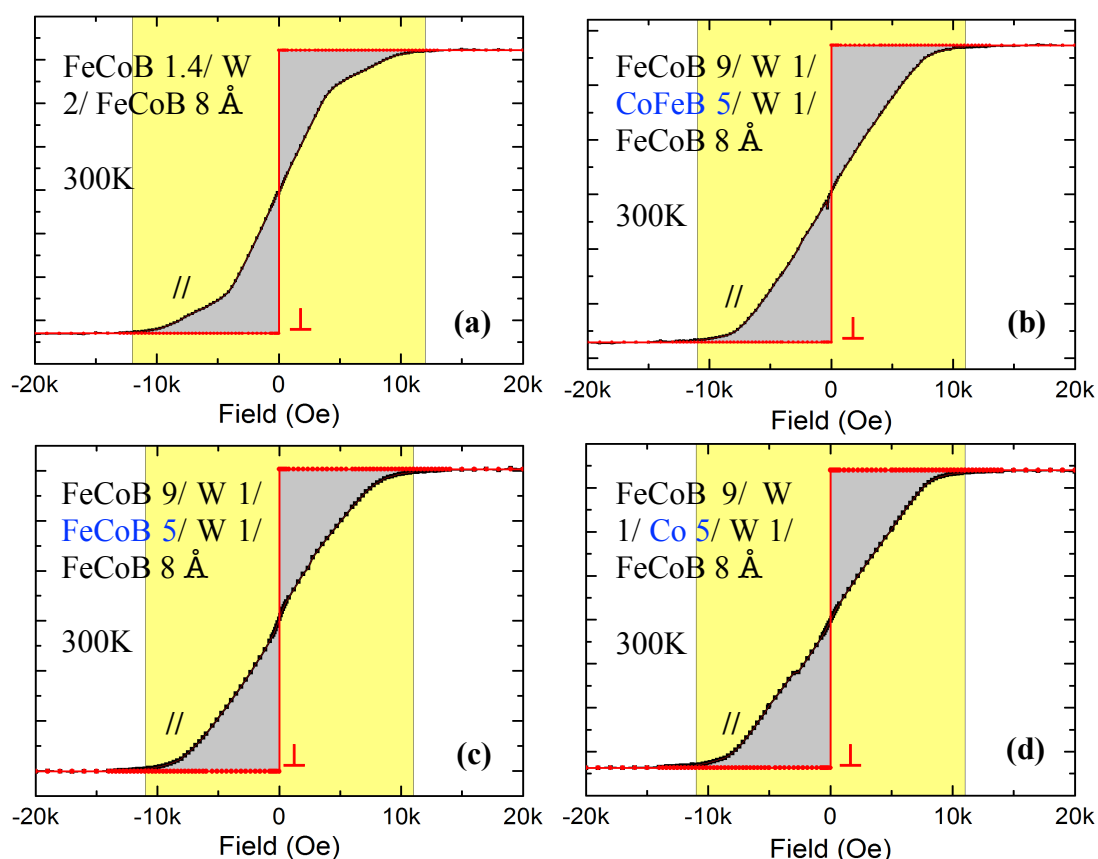 FeCoB 1.4/ W
2/ FeCoB 8 Å
300K
//
⊥
(a)
-20k -10k 0 10k 20k
Field (Oe)
FeCoB 9/ W 1/
CoFeB 5/ W 1/
FeCoB 8 Å
300K
//
⊥
(b)
-20k -10k 0 10k 20k
Field (Oe)
FeCoB 9/ W 1/
FeCoB 5/ W 1/
FeCoB 8 Å
300K
//
⊥
(c)
-20k -10k 0 10k 20k
Field (Oe)
FeCoB 9/ W
1/ Co 5/ W 1/
FeCoB 8 Å
300K
//
⊥
(d)
-20k -10k 0 10k 20k
Field (Oe)